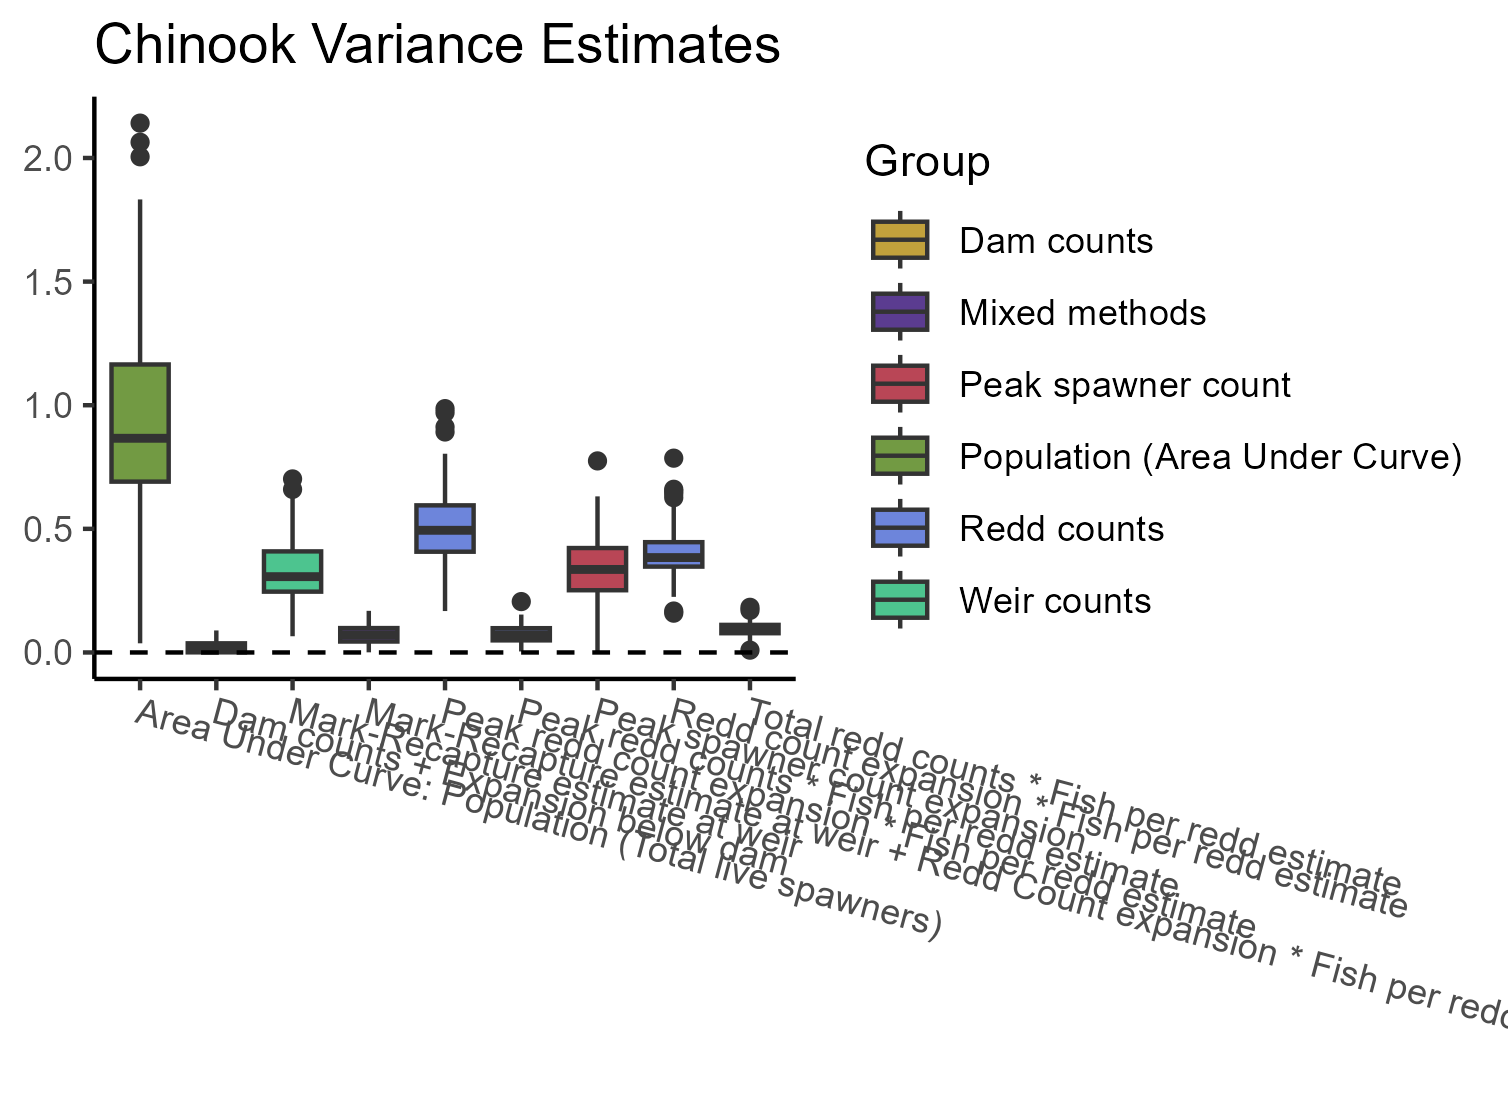 Chinook Variance Estimates
2.0
1.5
1.0
0.5
0.0
Group
Dam counts
Mixed methods
Peak spawner count
Population (Area Under Curve)
Redd counts
Weir counts
Area Under Curve: Population (Total live spawners)
Dam counts + Expansion below dam
Mark-Recapture estimate at weir
Mark-Recapture estimate at weir + Redd Count expansion * Fish per redd
Peak redd count expansion * Fish per redd estimate
Peak redd counts * Fish per redd estimate
Peak spawner count expansion
Redd count expansion * Fish per redd estimate
Total redd counts * Fish per redd estimate